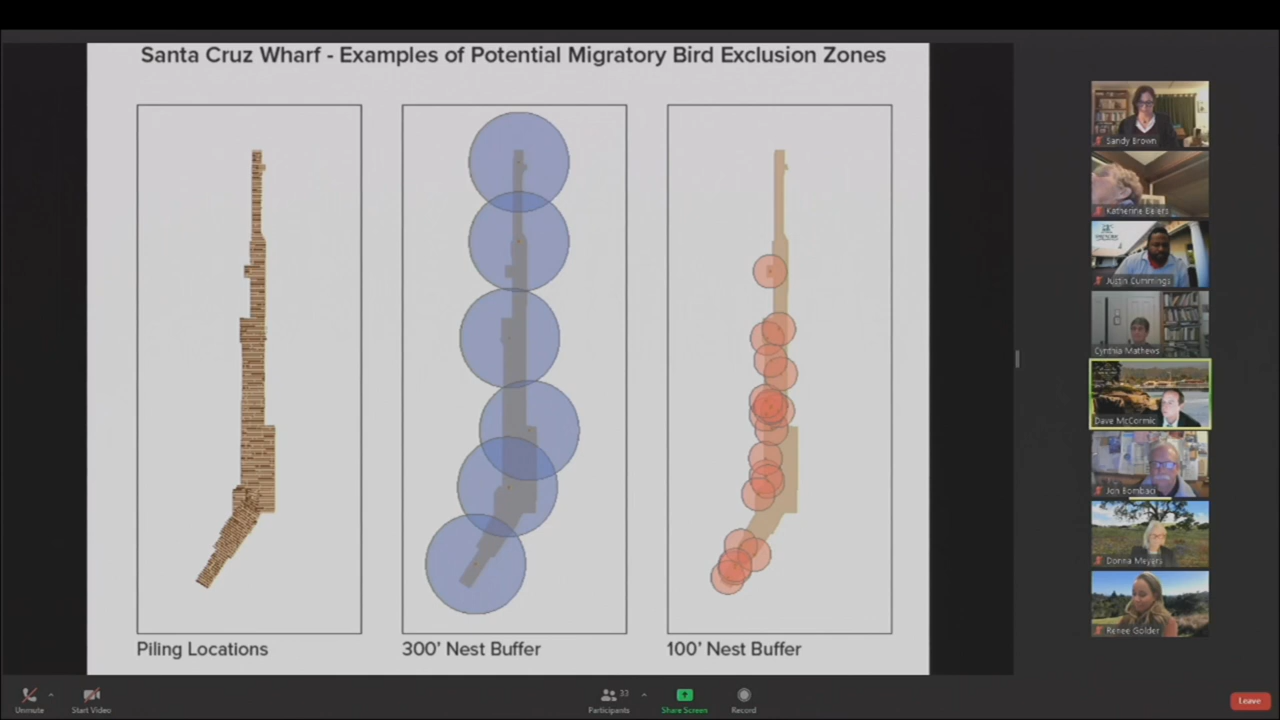 Santa Cruz Wharf - Examples of Potential Migratory Bird Exclusion Zones
Piling Locations
300' Nest Buffer
100' Nest Buffer
Sandy Brown
Katherine Beiers
Justin Cummings
Cynthia Mathews
Dave McCormic
Jon Bombaci
Donna Meyers
Renee Golder
Unmute
Start Video
33
Participants
Share Screen
Record
Leave